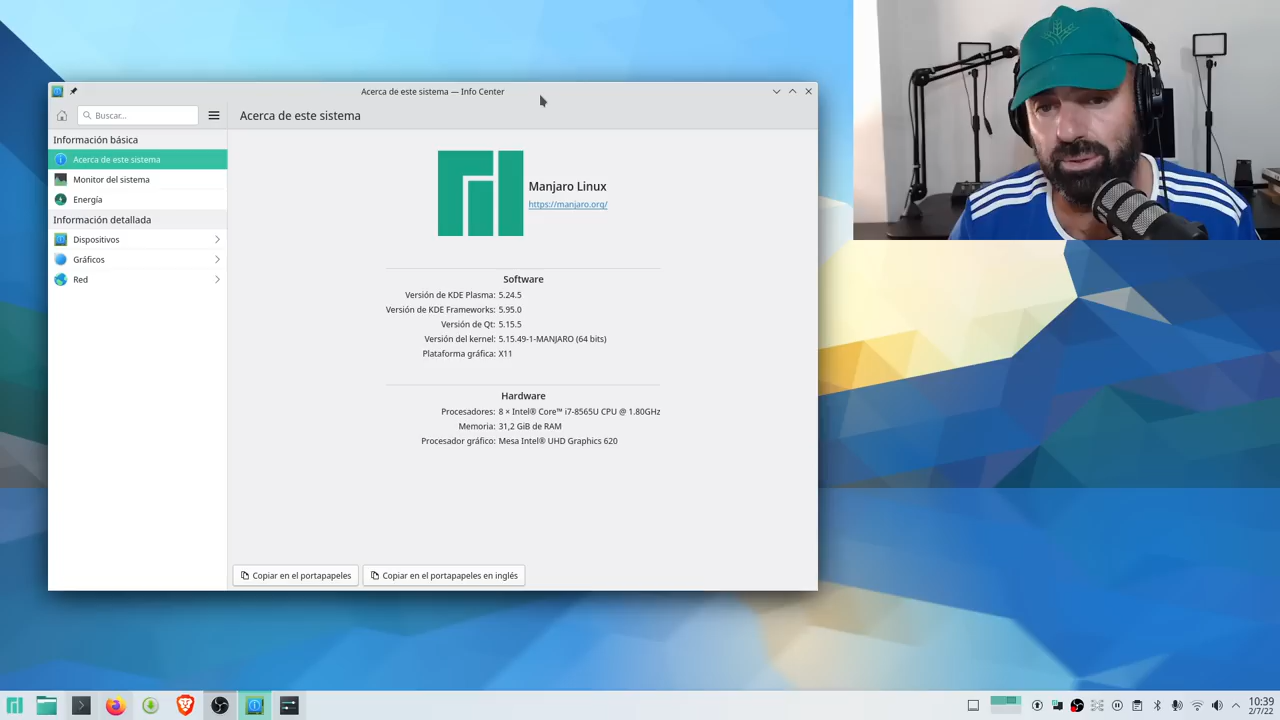 Acerca de este sistema — Info Center
Buscar...
Acerca de este sistema
Información básica
Acerca de este sistema
Monitor del sistema
Energía
Información detallada
Dispositivos
Gráficos
Red
Manjaro Linux
https://manjaro.org/
Software
Versión de KDE Plasma: 5.24.5
Versión de KDE Frameworks: 5.95.0
Versión de Qt: 5.15.5
Versión del kernel: 5.15.49-1-MANJARO (64 bits)
Plataforma gráfica: X11
Hardware
Procesadores: 8 × Intel® Core™ i7-8565U CPU @ 1.80GHz
Memoria: 31,2 GiB de RAM
Procesador gráfico: Mesa Intel® UHD Graphics 620
Copiar en el portapapeles
Copiar en el portapapeles en inglés
10:39
2/7/22